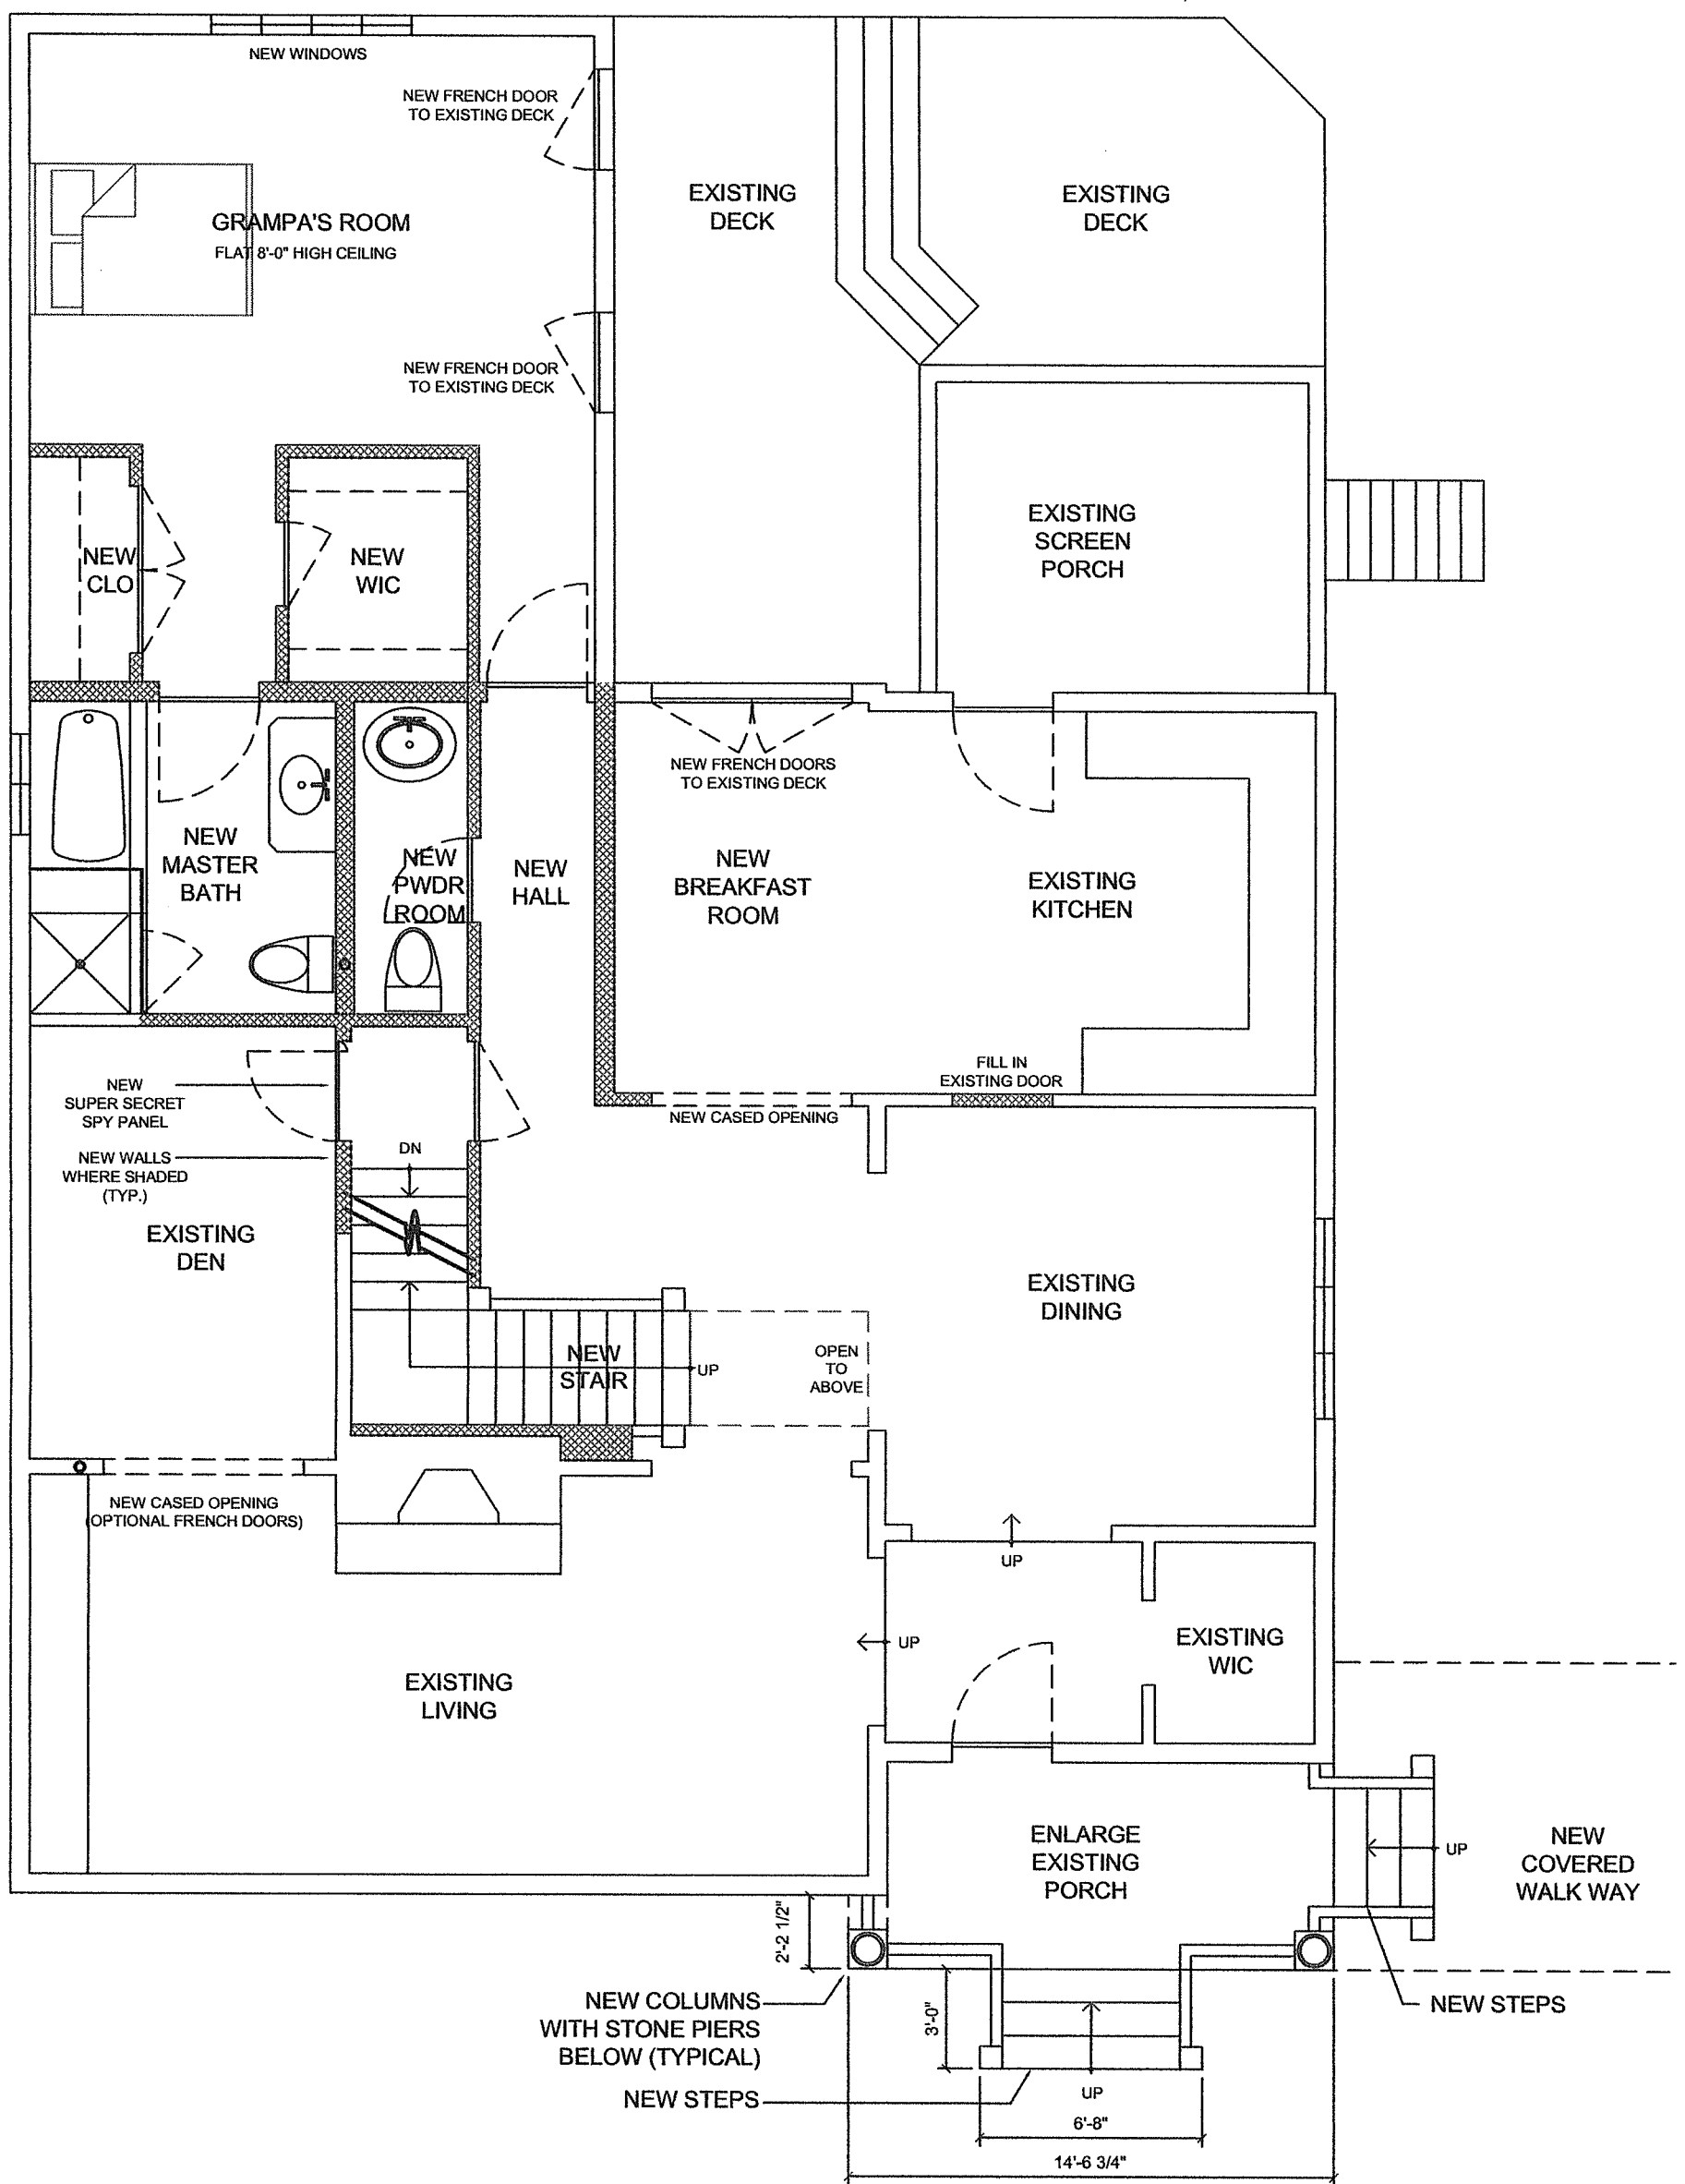 NEW WINDOWS
NEW FRENCH DOOR
TO EXISTING DECK
EXISTING
DECK
EXISTING
DECK
GRAMPA'S ROOM
FLAT 8'-0" HIGH CEILING
NEW FRENCH DOOR
TO EXISTING DECK
NEW
CLO
NEW
WIC
EXISTING
SCREEN
PORCH
NEW FRENCH DOORS
TO EXISTING DECK
NEW
MASTER
BATH
NEW
PWDR
ROOM
NEW
HALL
NEW
BREAKFAST
ROOM
EXISTING
KITCHEN
FILL IN
EXISTING DOOR
NEW
SUPER SECRET
SPY PANEL
NEW CASED OPENING
NEW WALLS
WHERE SHADED
(TYP.)
DN
EXISTING
DEN
EXISTING
DINING
NEW
STAIR
UP
OPEN
TO
ABOVE
NEW CASED OPENING
(OPTIONAL FRENCH DOORS)
UP
UP
EXISTING
WIC
EXISTING
LIVING
ENLARGE
EXISTING
PORCH
UP
NEW
COVERED
WALK WAY
2'-2 1/2"
NEW COLUMNS
WITH STONE PIERS
BELOW (TYPICAL)
3'-0"
NEW STEPS
NEW STEPS
UP
6'-8"
14'-6 3/4"